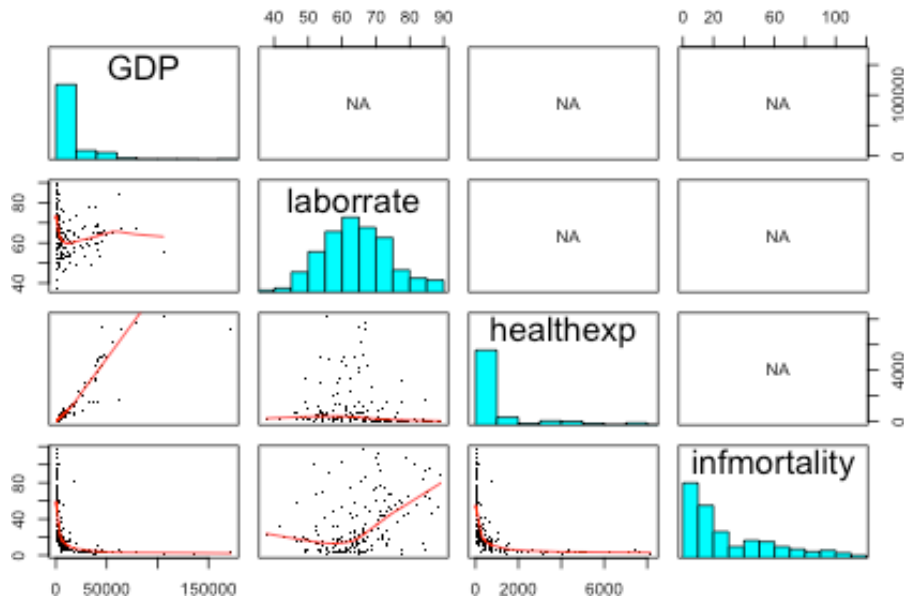 40 50 60 70 80 90
0 20 60 100
GDP
NA
NA
NA
0 100000
40 60 80
laborrate
NA
NA
healthexp
NA
0 4000
0 40 80
infmortality
0 50000 150000
0 2000 6000